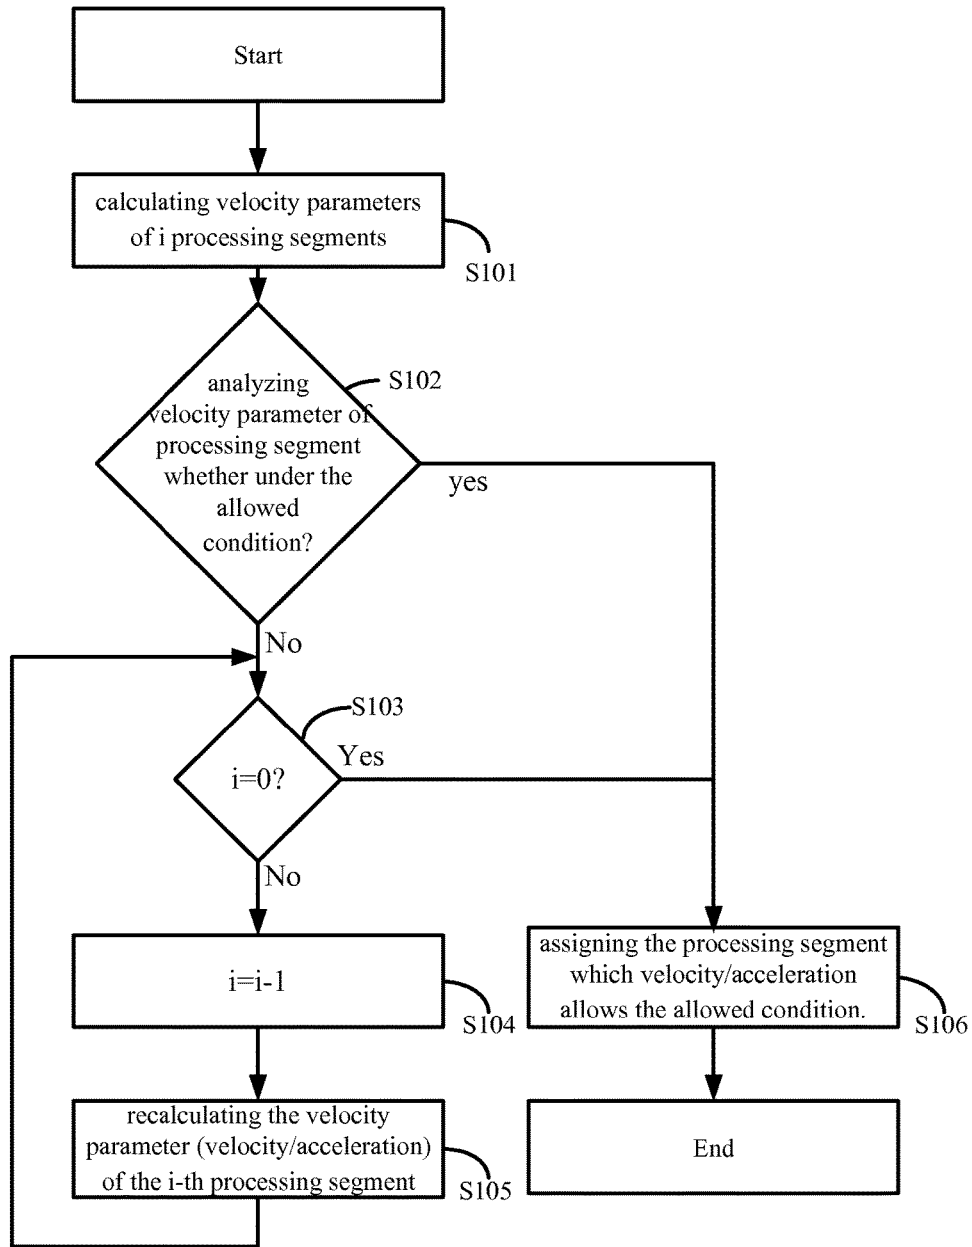 Start
calculating velocity parameters
of i processing segments
S101
analyzing
velocity parameter of
processing segment
whether under the
allowed
condition?
S102
yes
No
S103
Yes
i=0?
No
i=i-1
S104
assigning the processing segment
which velocity/acceleration
allows the allowed condition.
S106
recalculating the velocity
parameter (velocity/acceleration)
of the i-th processing segment
S105
End